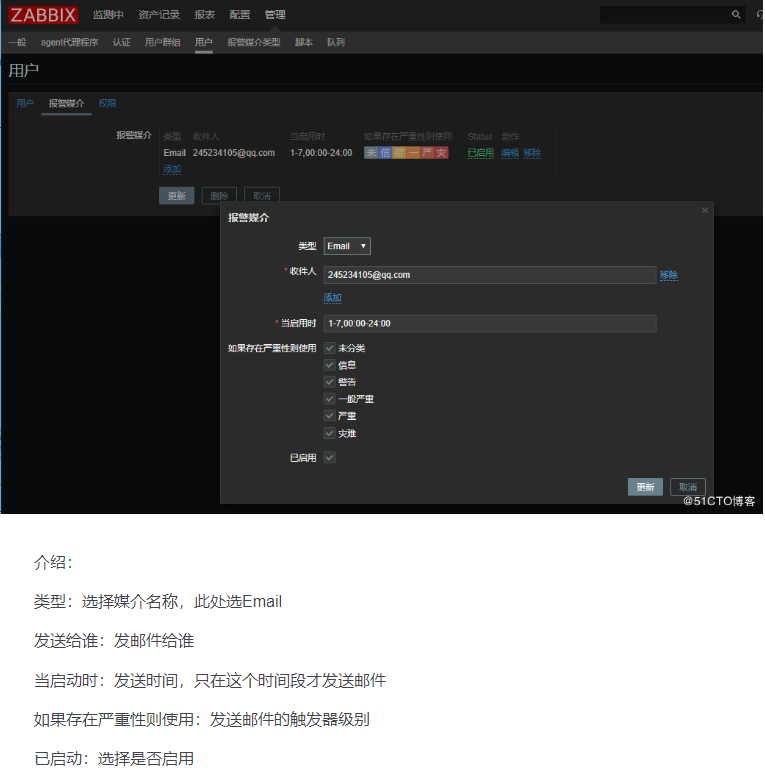 ZABBIX 监测中 资产记录 报表 配置 管理
一般 agent代理程序 认证 用户群组 用户 报警媒介类型 脚本 队列
用户
用户 报警媒介 权限
报警媒介 类型 收件人 当启用时 如果存在严重性则使用 Status 动作
Email 245234105@qq.com 1-7,00:00-24:00 未 信 警 一 严 灾 已启用 编辑 移除
添加
更新 删除 取消
报警媒介
类型 Email
* 收件人 245234105@qq.com 移除
添加
* 当启用时 1-7,00:00-24:00
如果存在严重性则使用 未分类
信息
警告
一般严重
严重
灾难
已启用
更新 取消
@51CTO博客
介绍：
类型：选择媒介名称，此处选Email
发送给谁：发邮件给谁
当启动时：发送时间，只在这个时间段才发送邮件
如果存在严重性则使用：发送邮件的触发器级别
已启动：选择是否启用